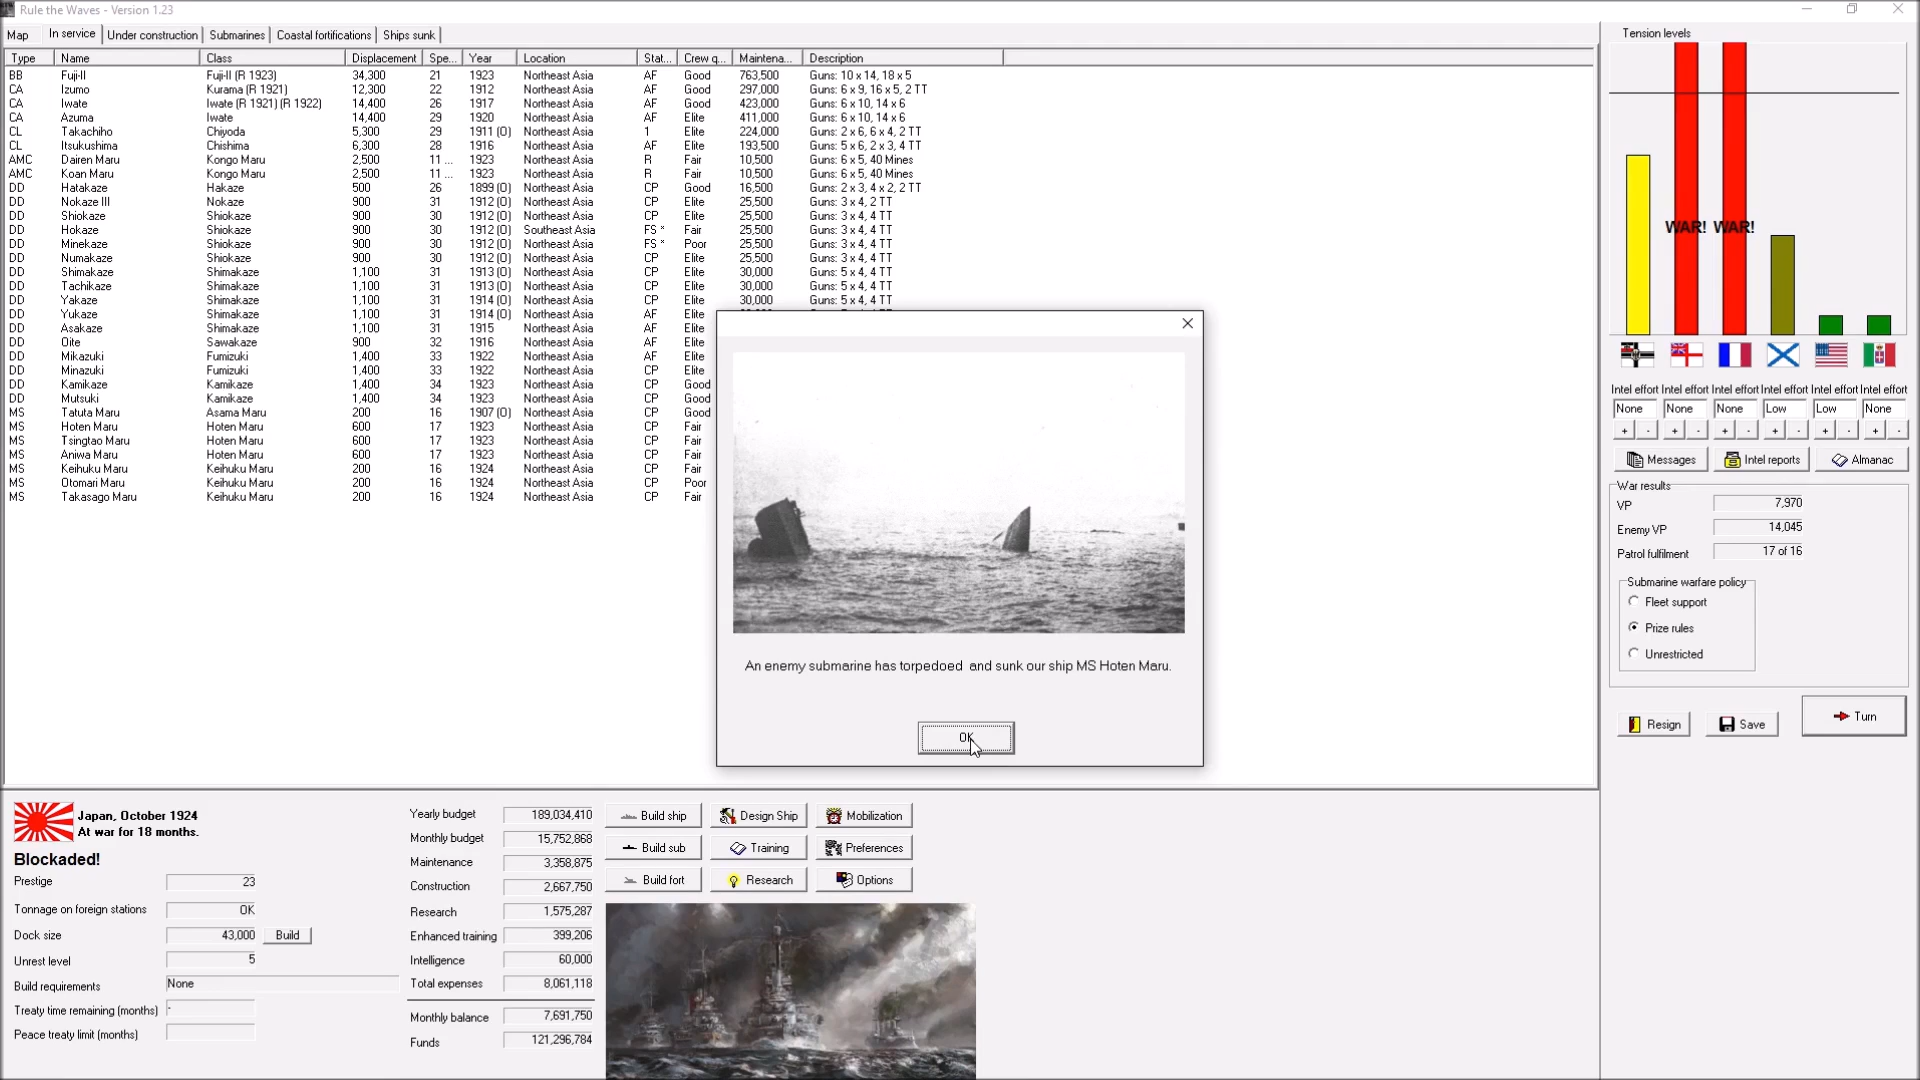 Rule the Waves - Version 1.23
Map In service Under construction Submarines Coastal fortifications Ships sunk
Type Name Class Displacement Spe... Year Location Stat... Crew q... Maintena... Description
BB Fuji-II Fuji-II (R 1923) 34,300 21 1923 Northeast Asia AF Good 763,500 Guns: 10 x 14, 18 x 5
CA Izumo Kurama (R 1921) 12,300 22 1912 Northeast Asia AF Good 297,000 Guns: 6 x 9, 16 x 5, 2 TT
CA Iwate Iwate (R 1921) (R 1922) 14,400 26 1917 Northeast Asia AF Good 423,000 Guns: 6 x 10, 14 x 6
CA Azuma Iwate 14,400 29 1920 Northeast Asia AF Elite 411,000 Guns: 6 x 10, 14 x 6
CL Takachiho Chiyoda 5,300 29 1911 (O) Northeast Asia 1 Elite 224,000 Guns: 2 x 6, 6 x 4, 2 TT
CL Itsukushima Chishima 6,300 28 1916 Northeast Asia AF Elite 193,500 Guns: 5 x 6, 2 x 3, 4 TT
AMC Dairen Maru Kongo Maru 2,500 11 ... 1923 Northeast Asia R Fair 10,500 Guns: 6 x 5, 40 Mines
AMC Koan Maru Kongo Maru 2,500 11 ... 1923 Northeast Asia R Fair 10,500 Guns: 6 x 5, 40 Mines
DD Hatakaze Hakaze 500 26 1899 (O) Northeast Asia CP Good 16,500 Guns: 2 x 3, 4 x 2, 2 TT
DD Nokaze III Nokaze 900 31 1912 (O) Northeast Asia CP Elite 25,500 Guns: 3 x 4, 2 TT
DD Shiokaze Shiokaze 900 30 1912 (O) Northeast Asia CP Elite 25,500 Guns: 3 x 4, 4 TT
DD Hokaze Shiokaze 900 30 1912 (O) Southeast Asia FS * Fair 25,500 Guns: 3 x 4, 4 TT
DD Minekaze Shiokaze 900 30 1912 (O) Northeast Asia FS * Poor 25,500 Guns: 3 x 4, 4 TT
DD Numakaze Shiokaze 900 30 1912 (O) Northeast Asia CP Elite 25,500 Guns: 3 x 4, 4 TT
DD Shimakaze Shimakaze 1,100 31 1913 (O) Northeast Asia CP Elite 30,000 Guns: 5 x 4, 4 TT
DD Tachikaze Shimakaze 1,100 31 1913 (O) Northeast Asia CP Elite 30,000 Guns: 5 x 4, 4 TT
DD Yakaze Shimakaze 1,100 31 1914 (O) Northeast Asia CP Elite 30,000 Guns: 5 x 4, 4 TT
DD Yukaze Shimakaze 1,100 31 1914 (O) Northeast Asia AF Elite
DD Asakaze Shimakaze 1,100 31 1915 Northeast Asia AF Elite
DD Oite Sawakaze 900 32 1916 Northeast Asia AF Elite
DD Mikazuki Fumizuki 1,400 33 1922 Northeast Asia AF Elite
DD Minazuki Fumizuki 1,400 33 1922 Northeast Asia CP Elite
DD Kamikaze Kamikaze 1,400 34 1923 Northeast Asia CP Good
DD Mutsuki Kamikaze 1,400 34 1923 Northeast Asia CP Good
MS Tatuta Maru Asama Maru 200 16 1907 (O) Northeast Asia CP Good
MS Hoten Maru Hoten Maru 600 17 1923 Northeast Asia CP Fair
MS Tsingtao Maru Hoten Maru 600 17 1923 Northeast Asia CP Fair
MS Aniwa Maru Hoten Maru 600 17 1923 Northeast Asia CP Fair
MS Keihuku Maru Keihuku Maru 200 16 1924 Northeast Asia CP Fair
MS Otomari Maru Keihuku Maru 200 16 1924 Northeast Asia CP Poor
MS Takasago Maru Keihuku Maru 200 16 1924 Northeast Asia CP Fair
An enemy submarine has torpedoed and sunk our ship MS Hoten Maru.
OK
Tension levels
WAR! WAR!
Intel effort Intel effort Intel effort Intel effort Intel effort Intel effort
None None None Low Low None
+ - + - + - + - + - + -
Messages Intel reports Almanac
War results
VP 7,970
Enemy VP 14,045
Patrol fulfilment 17 of 16
Submarine warfare policy
Fleet support
Prize rules
Unrestricted
Resign Save Turn
Japan, October 1924
At war for 18 months.
Blockaded!
Prestige 23
Tonnage on foreign stations OK
Dock size 43,000 Build
Unrest level 5
Build requirements None
Treaty time remaining (months) -
Peace treaty limit (months)
Yearly budget 189,034,410
Monthly budget 15,752,868
Maintenance 3,358,875
Construction 2,667,750
Research 1,575,287
Enhanced training 399,206
Intelligence 60,000
Total expenses 8,061,118
Monthly balance 7,691,750
Funds 121,296,784
Build ship Design Ship Mobilization
Build sub Training Preferences
Build fort Research Options